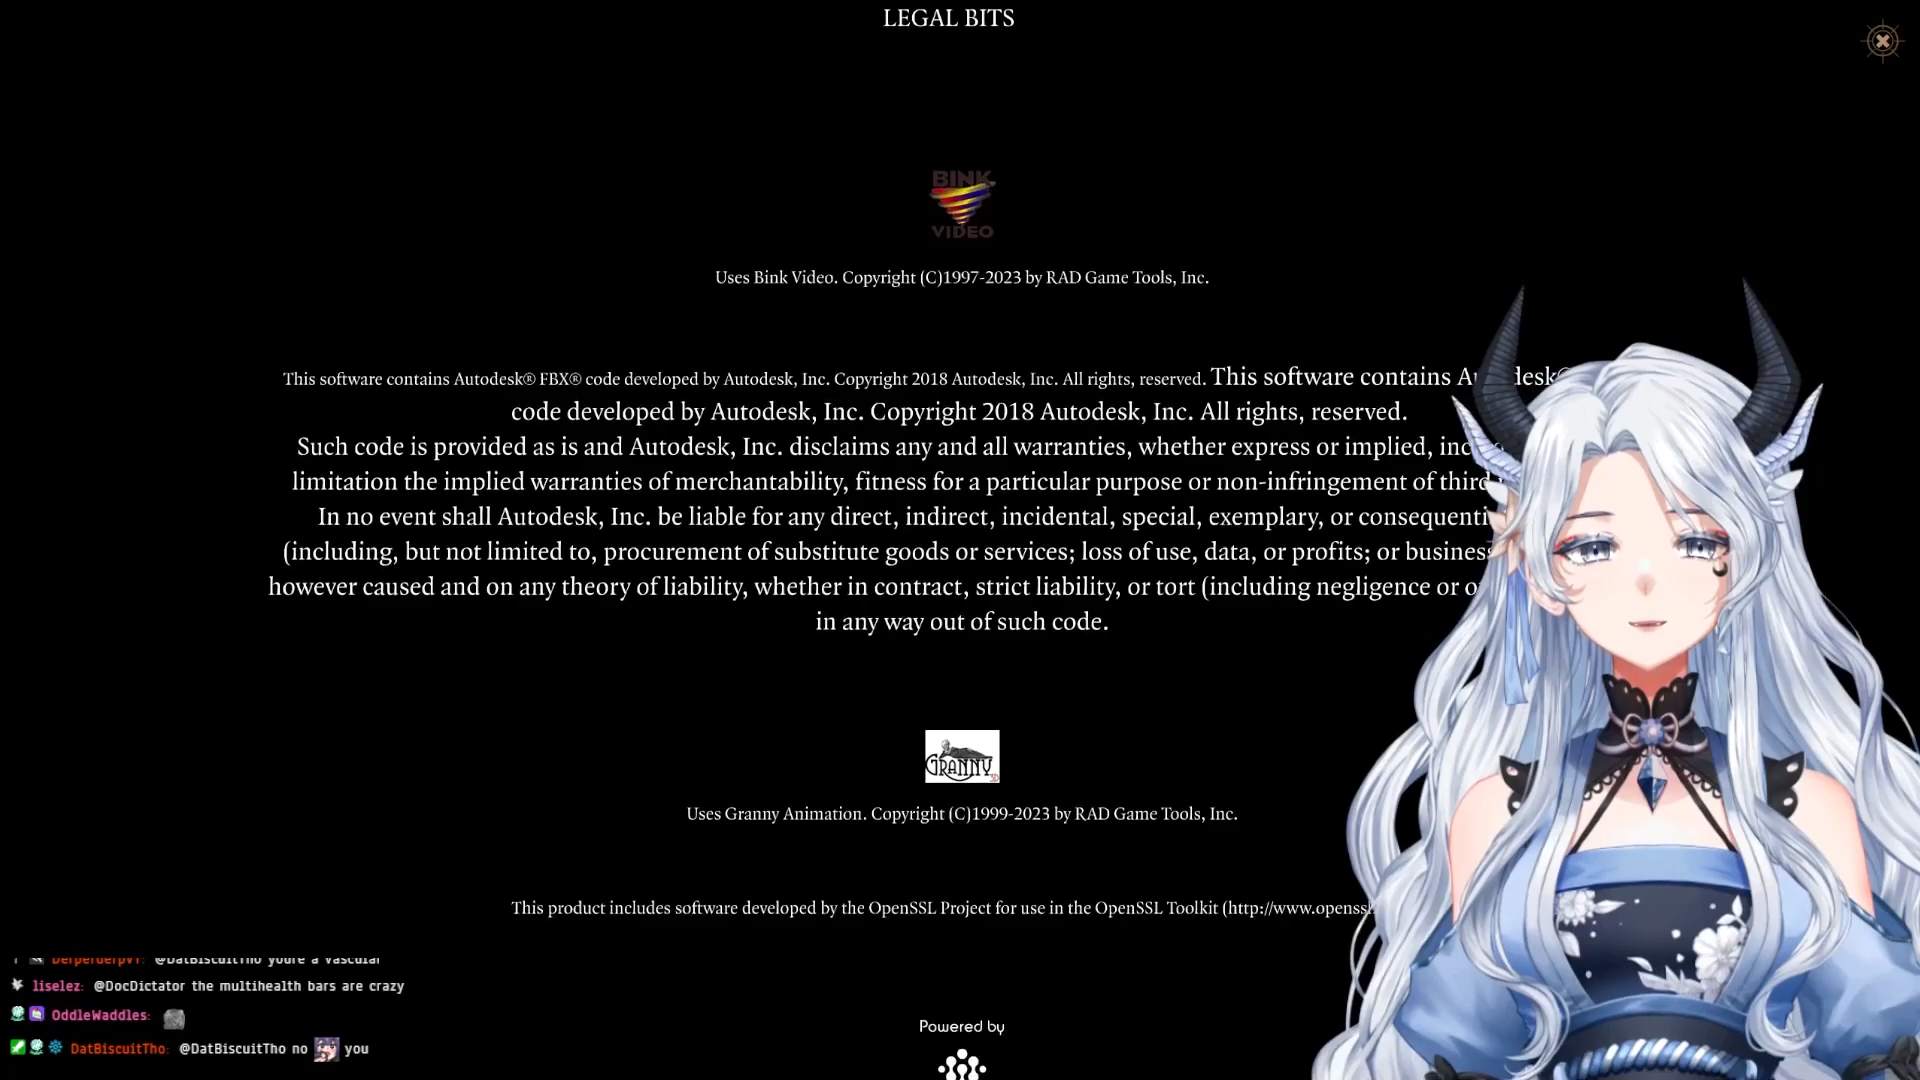 LEGAL BITS
BINK
VIDEO
Uses Bink Video. Copyright (C)1997-2023 by RAD Game Tools, Inc.
This software contains Autodesk® FBX® code developed by Autodesk, Inc. Copyright 2018 Autodesk, Inc. All rights, reserved. This software contains
code developed by Autodesk, Inc. Copyright 2018 Autodesk, Inc. All rights, reserved.
Such code is provided as is and Autodesk, Inc. disclaims any and all warranties, whether express or implied,
limitation the implied warranties of merchantability, fitness for a particular purpose or non-infringement of third
In no event shall Autodesk, Inc. be liable for any direct, indirect, incidental, special, exemplary, or
(including, but not limited to, procurement of substitute goods or services; loss of use, data, or profits; or business
however caused and on any theory of liability, whether in contract, strict liability, or tort (including negligence or
in any way out of such code.
GRANNY 3D
Uses Granny Animation. Copyright (C)1999-2023 by RAD Game Tools, Inc.
This product includes software developed by the OpenSSL Project for use in the OpenSSL Toolkit
DerperderpVT: @DatBiscuitTho youre a vascular
liselez: @DocDictator the multihealth bars are crazy
OddleWaddles:
DatBiscuitTho: @DatBiscuitTho no you
Powered by